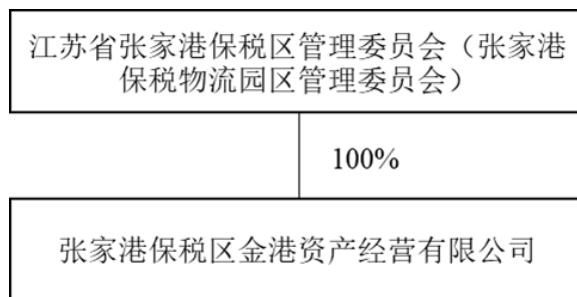 江苏省张家港保税区管理委员会（张家港
保税物流园区管理委员会）
100%
张家港保税区金港资产经营有限公司